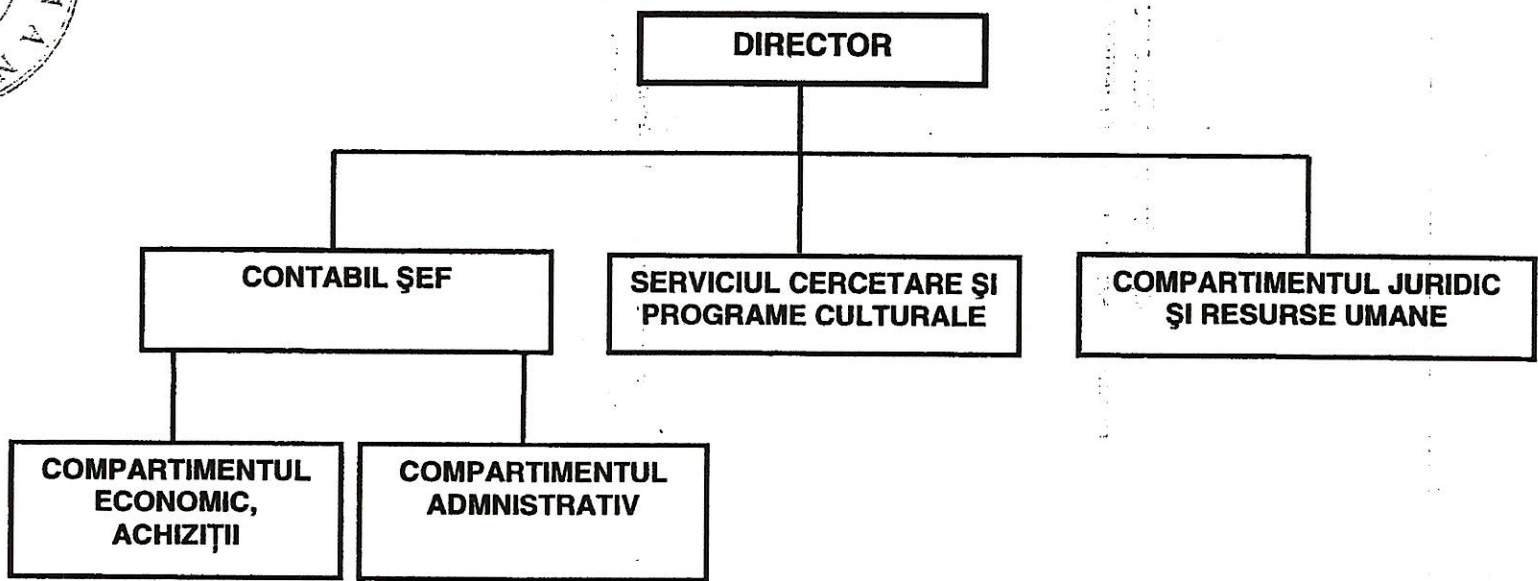 DIRECTOR
CONTABIL ŞEF
SERVICIUL CERCETARE ŞI
PROGRAME CULTURALE
COMPARTIMENTUL JURIDIC
ŞI RESURSE UMANE
COMPARTIMENTUL
ECONOMIC,
ACHIZIŢII
COMPARTIMENTUL
ADMNISTRATIV